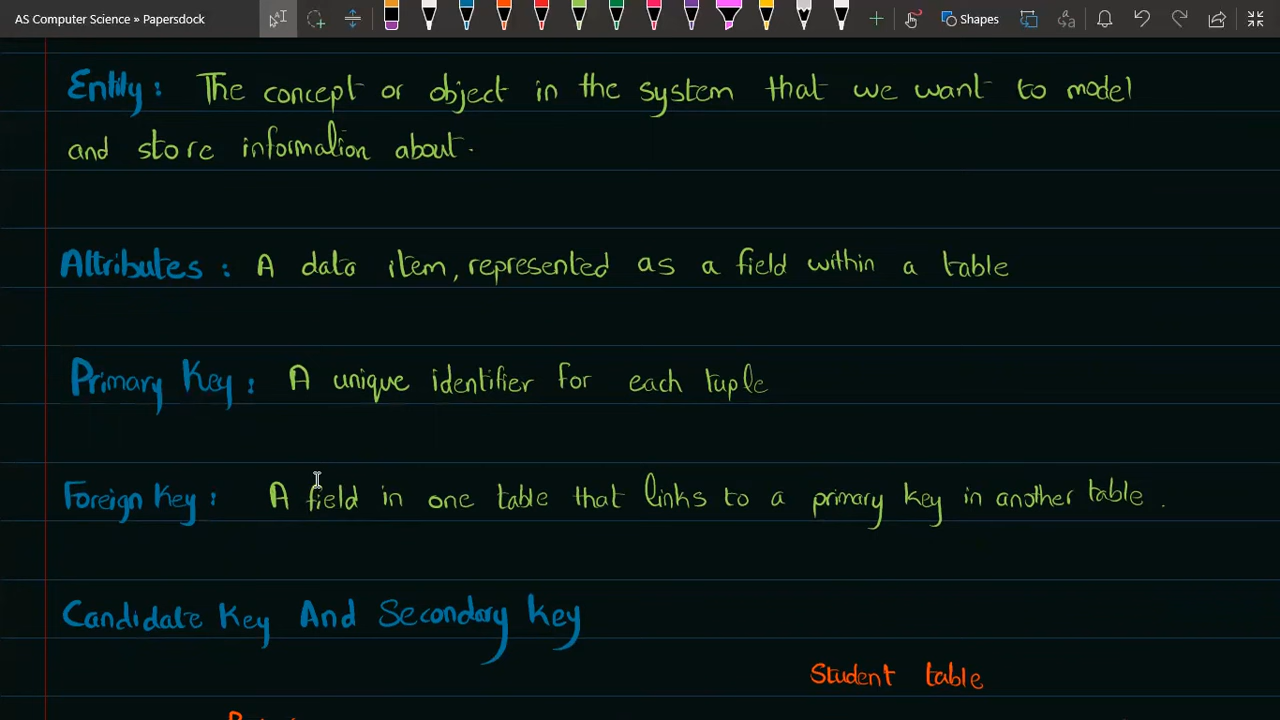 AS Computer Science » Papersdock
Shapes
Entity: The concept or object in the system that we want to model
and store information about.
Attributes: A data item, represented as a field within a table
Primary Key: A unique identifier for each tuple
Foreign Key: A field in one table that links to a primary key in another table.
Candidate Key And Secondary key
Student table